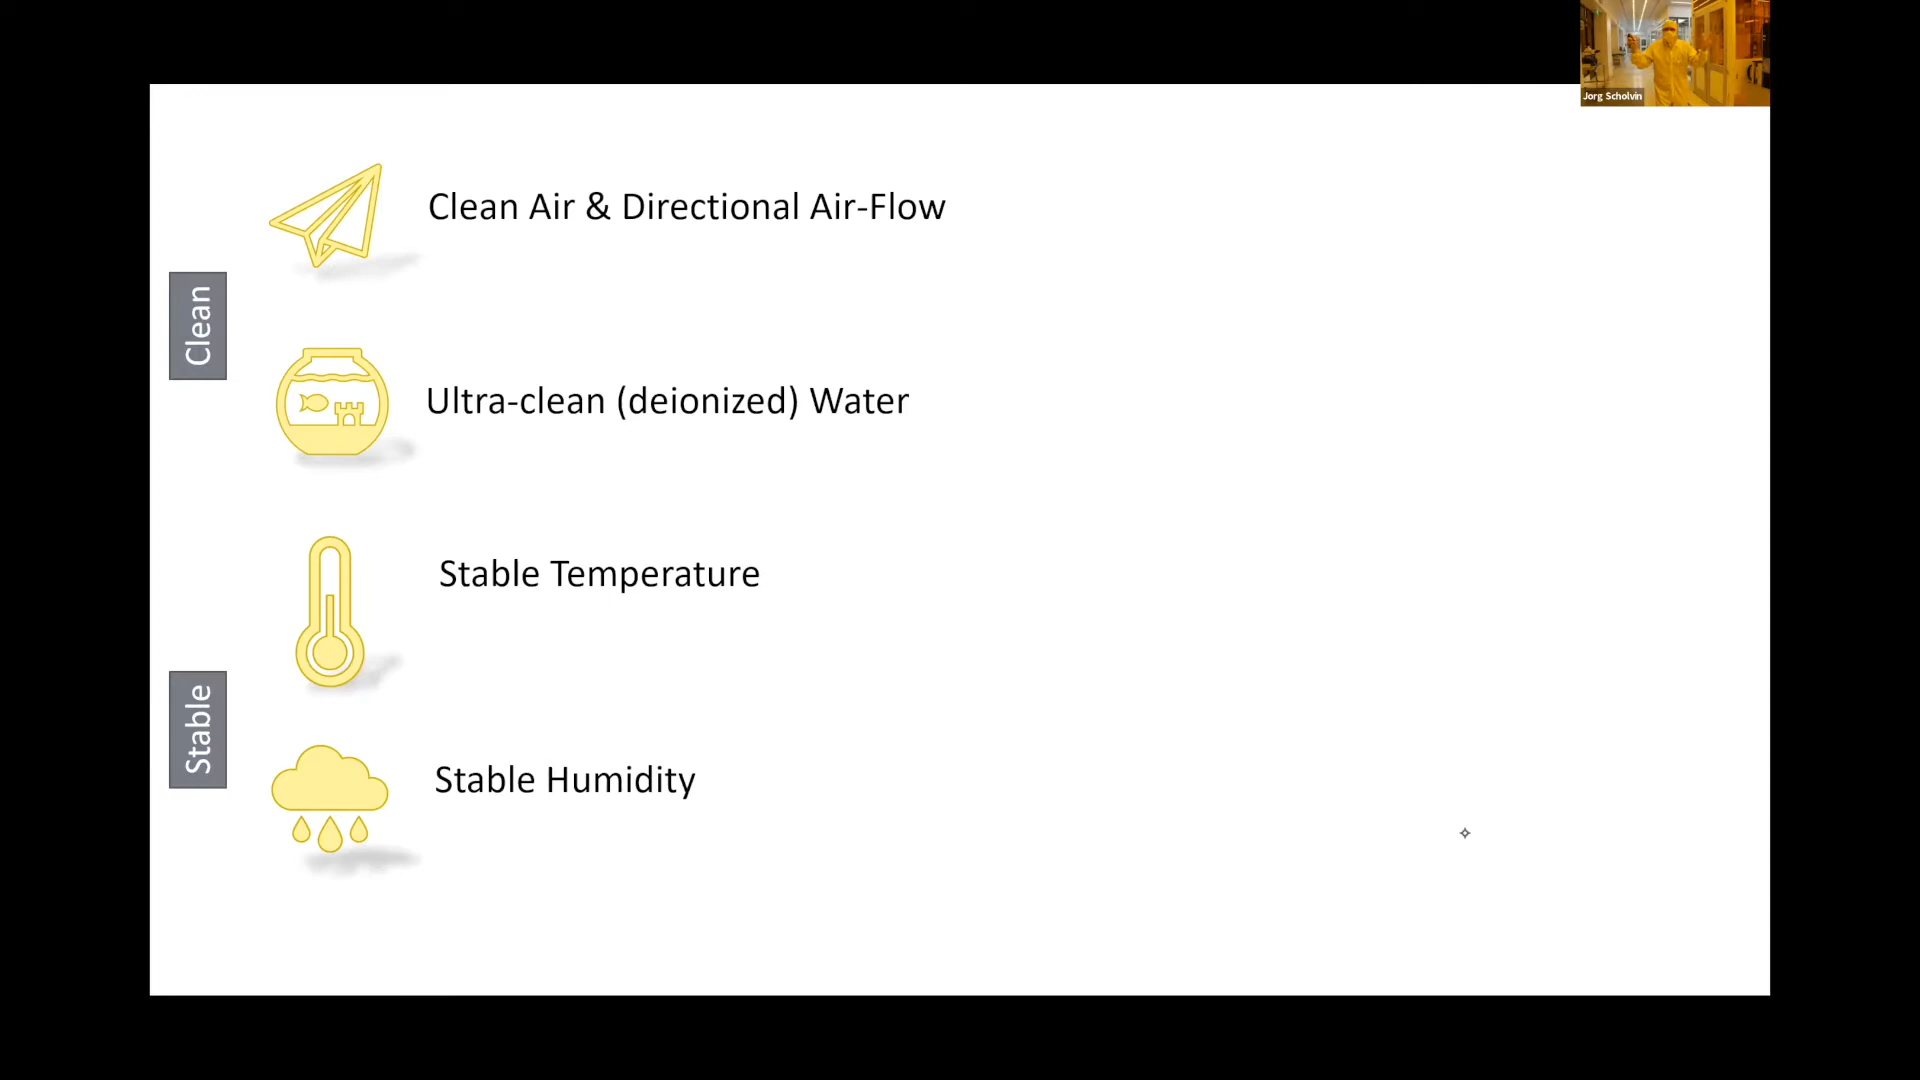 Jorg Scholvin
Clean Air & Directional Air-Flow
Clean
Ultra-clean (deionized) Water
Stable Temperature
Stable
Stable Humidity